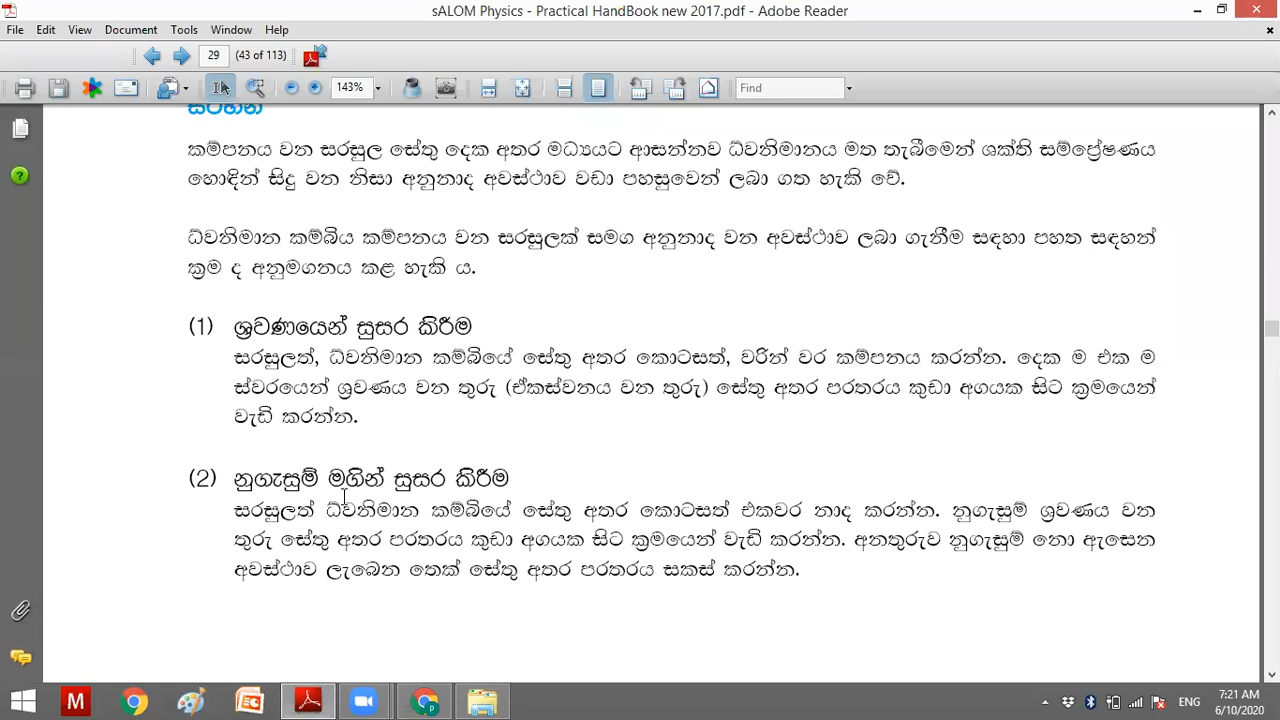 sALOM Physics - Practical HandBook new 2017.pdf - Adobe Reader
File Edit View Document Tools Window Help
29 (43 of 113)
143% Find
සටහන
කම්පනය වන සරසුල සේතු දෙක අතර මධ්‍යයට ආසන්නව ධ්වනිමානය මත තැබීමෙන් ශක්ති සම්ප්‍රේෂණය
හොඳින් සිදු වන නිසා අනුනාද අවස්ථාව වඩා පහසුවෙන් ලබා ගත හැකි වේ.
ධ්වනිමාන කම්බිය කම්පනය වන සරසුලක් සමග අනුනාද වන අවස්ථාව ලබා ගැනීම සඳහා පහත සඳහන්
ක්‍රම ද අනුමගනය කළ හැකි ය.
(1) ශ්‍රවණයෙන් සුසර කිරීම
සරසුලත්, ධ්වනිමාන කම්බියේ සේතු අතර කොටසත්, වරින් වර කම්පනය කරන්න. දෙක ම එක ම
ස්වරයෙන් ශ්‍රවණය වන තුරු (ඒකස්වනය වන තුරු) සේතු අතර පරතරය කුඩා අගයක සිට ක්‍රමයෙන්
වැඩි කරන්න.
(2) නුගැසුම් මගින් සුසර කිරීම
සරසුලත් ධ්වනිමාන කම්බියේ සේතු අතර කොටසත් එකවර නාද කරන්න. නුගැසුම් ශ්‍රවණය වන
තුරු සේතු අතර පරතරය කුඩා අගයක සිට ක්‍රමයෙන් වැඩි කරන්න. අනතුරුව නුගැසුම් නො ඇසෙන
අවස්ථාව ලැබෙන තෙක් සේතු අතර පරතරය සකස් කරන්න.
ENG
7:21 AM
6/10/2020